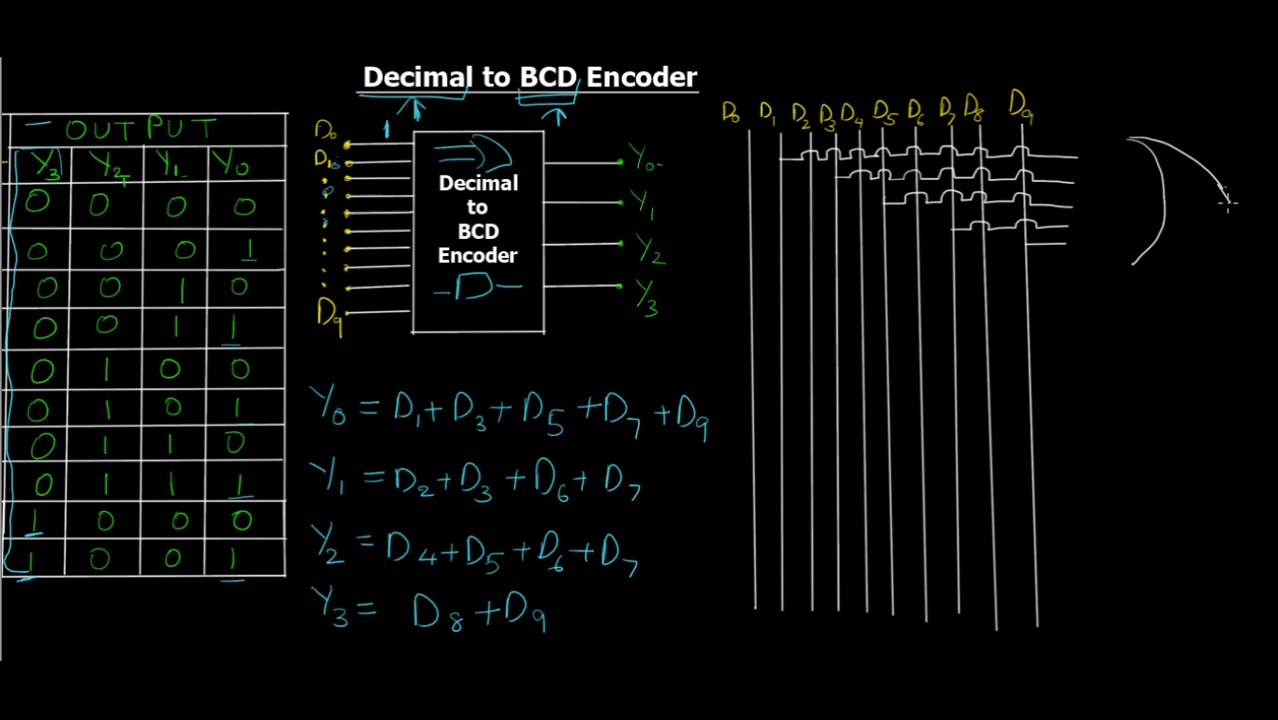 Decimal to BCD Encoder
OUTPUT
Y3 Y2 Y1 Y0
0 0 0 0
0 0 0 1
0 0 1 0
0 0 1 1
0 1 0 0
0 1 0 1
0 1 1 0
0 1 1 1
1 0 0 0
1 0 0 1
D0
D1
D9
1
0
0
Decimal
to
BCD
Encoder
Y0
Y1
Y2
Y3
Y0 = D1+D3+D5+D7+D9
Y1 = D2+D3+D6+D7
Y2 = D4+D5+D6+D7
Y3 = D8+D9
D0 D1 D2 D3 D4 D5 D6 D7 D8 D9